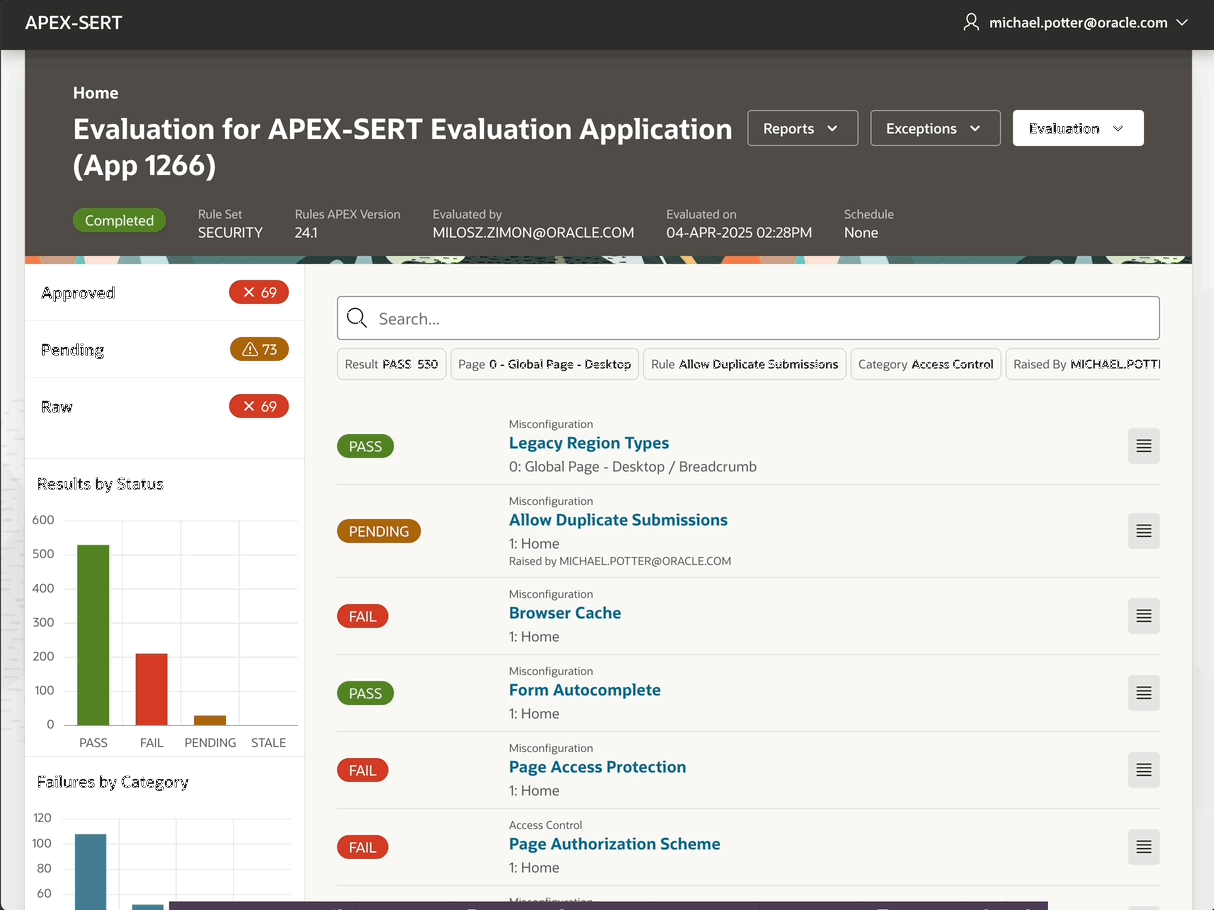 APEX-SERT
michael.potter@oracle.com
Home
Evaluation for APEX-SERT Evaluation Application
(App 1266)
Reports
Exceptions
Evaluation
Completed
Rule Set
SECURITY
Rules APEX Version
24.1
Evaluated by
MILOSZ.ZIMON@ORACLE.COM
Evaluated on
04-APR-2025 02:28PM
Schedule
None
Approved
69
Pending
73
Raw
69
Results by Status
600
500
400
300
200
100
0
PASS FAIL PENDING STALE
Failures by Category
120
100
80
60
Search...
Result PASS 530
Page 0 - Global Page - Desktop
Rule Allow Duplicate Submissions
Category Access Control
Raised By MICHAEL.POTT
PASS
Misconfiguration
Legacy Region Types
0: Global Page - Desktop / Breadcrumb
PENDING
Misconfiguration
Allow Duplicate Submissions
1: Home
Raised by MICHAEL.POTTER@ORACLE.COM
FAIL
Misconfiguration
Browser Cache
1: Home
PASS
Misconfiguration
Form Autocomplete
1: Home
FAIL
Misconfiguration
Page Access Protection
1: Home
FAIL
Access Control
Page Authorization Scheme
1: Home